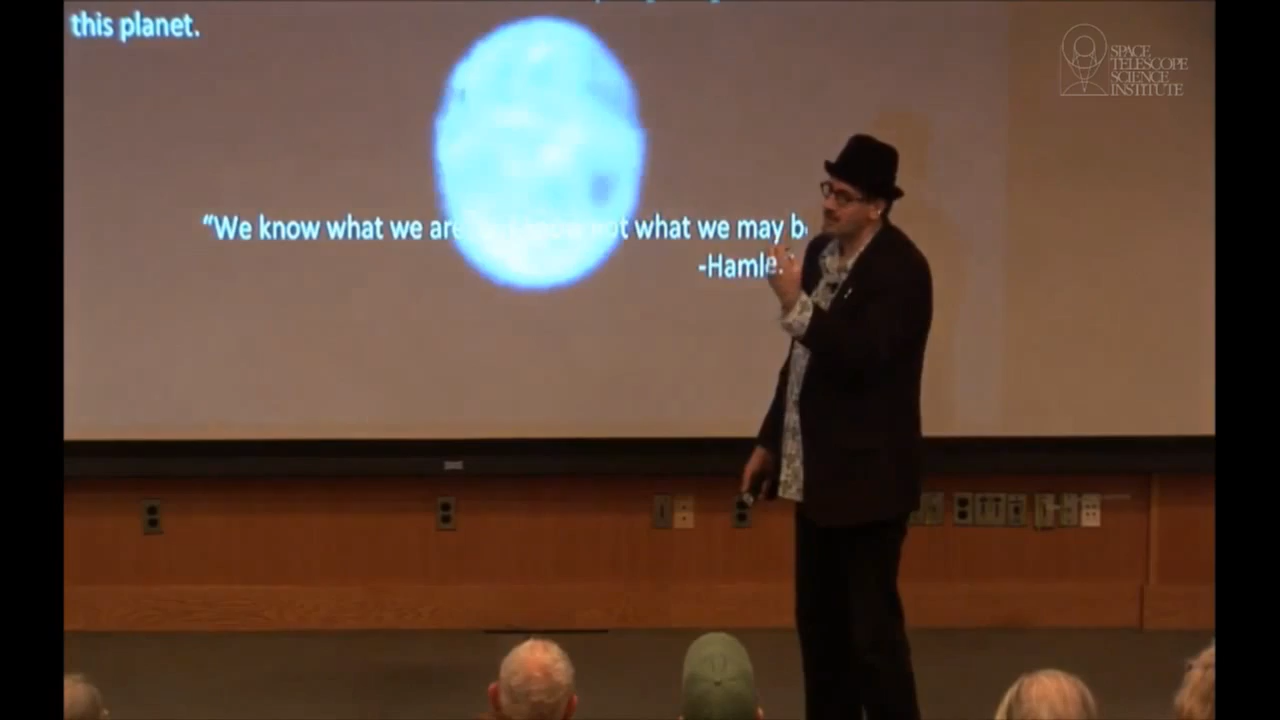 this planet.
SPACE
TELESCOPE
SCIENCE
INSTITUTE
“We know what we are, not what we may
-Hamle